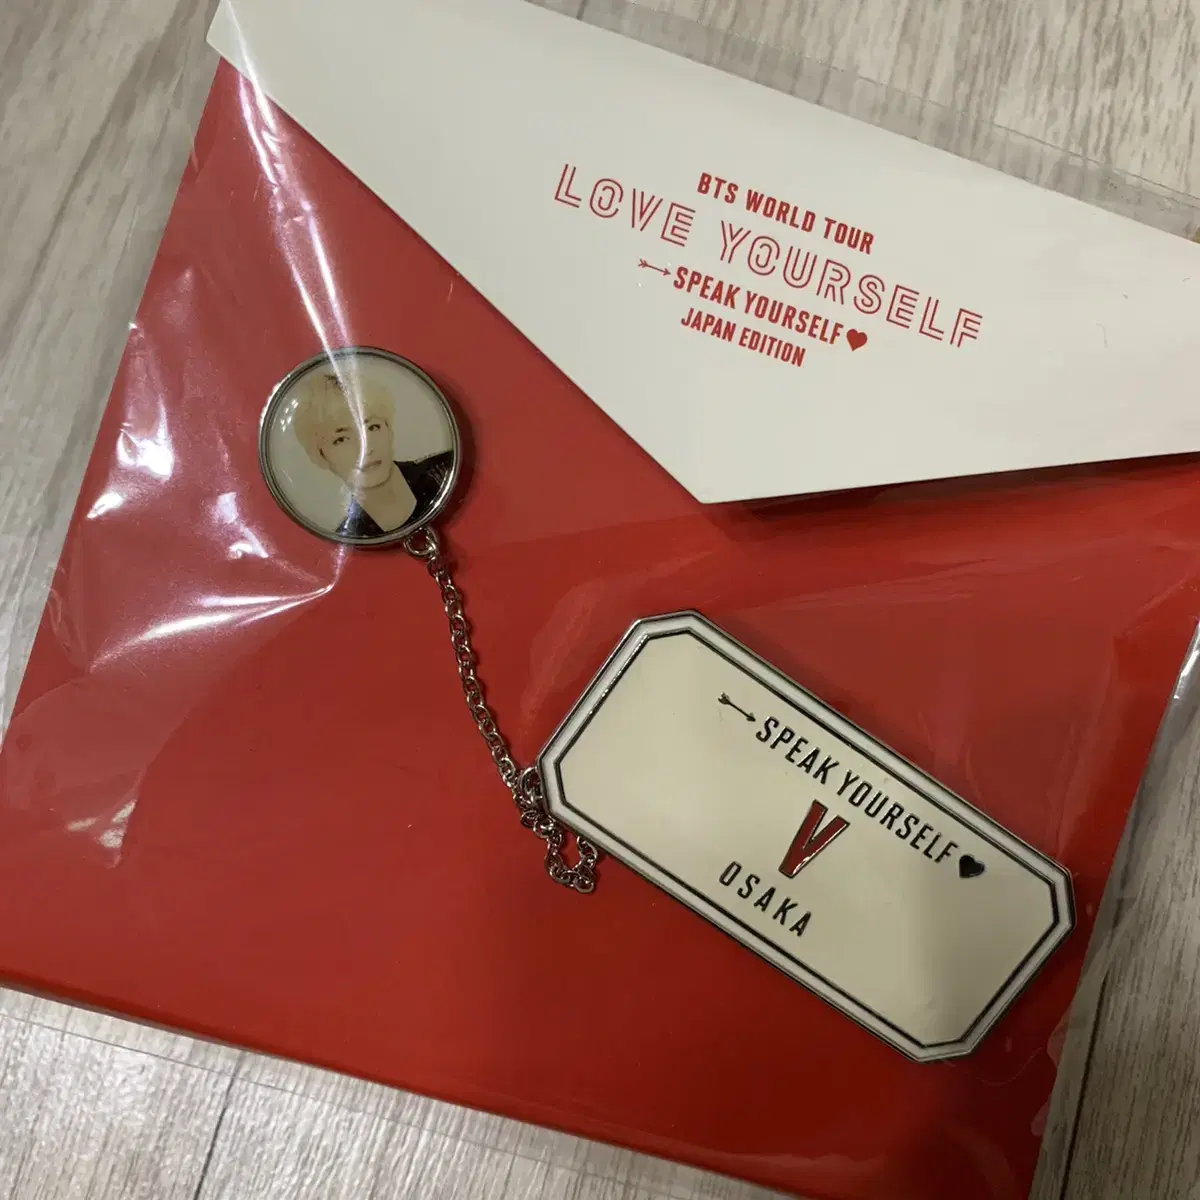 BTS WORLD TOUR
LOVE YOURSELF
SPEAK YOURSELF
JAPAN EDITION
SPEAK YOURSELF
V
OSAKA